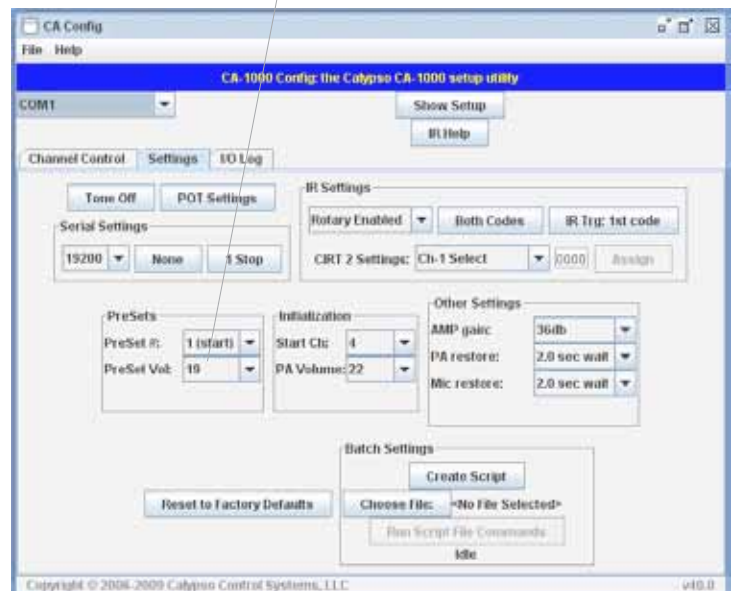 CA Config
File Help
CA-1000 Config: the Calypso CA-1000 setup utility
COM1
Show Setup
IR Help
Channel Control Settings I/O Log
Tone Off POT Settings
IR Settings
Rotary Enabled Both Codes IR Trg: 1st code
Serial Settings
19200 None 1 Stop
CIRT 2 Settings: Ch-1 Select 0000 Assign
PreSets
PreSet #: 1 (start)
PreSet Vol: 19
Initialization
Start Ch: 4
PA Volume: 22
Other Settings
AMP gain: 36db
PA restore: 2.0 sec wait
Mic restore: 2.0 sec wait
Batch Settings
Create Script
Reset to Factory Defaults Choose File: <No File Selected>
Run Script File Commands
Idle
Copyright © 2006-2009 Calypso Control Systems, LLC v40.0